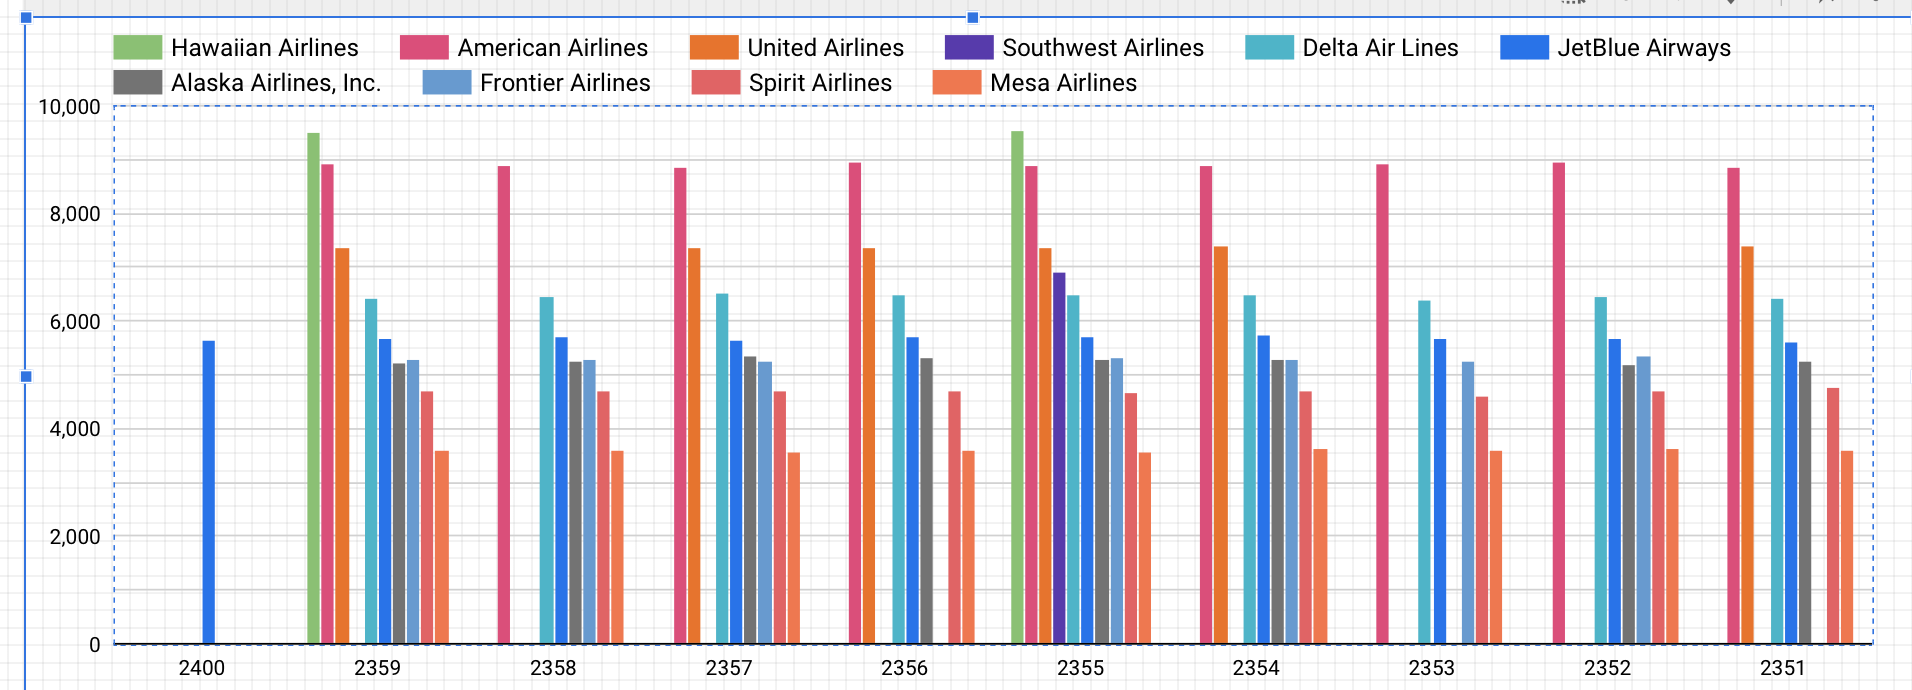 Hawaiian Airlines American Airlines United Airlines Southwest Airlines Delta Air Lines JetBlue Airways
Alaska Airlines, Inc. Frontier Airlines Spirit Airlines Mesa Airlines
10,000
8,000
6,000
4,000
2,000
0
2400 2359 2358 2357 2356 2355 2354 2353 2352 2351